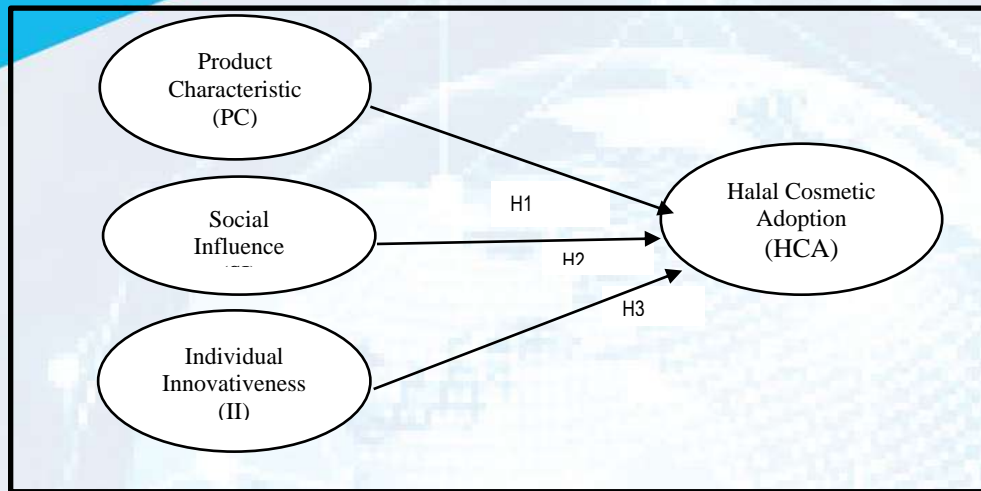 Product
Characteristic
(PC)
H1
Halal Cosmetic
Adoption
(HCA)
Social
Influence
H2
H3
Individual
Innovativeness
(II)